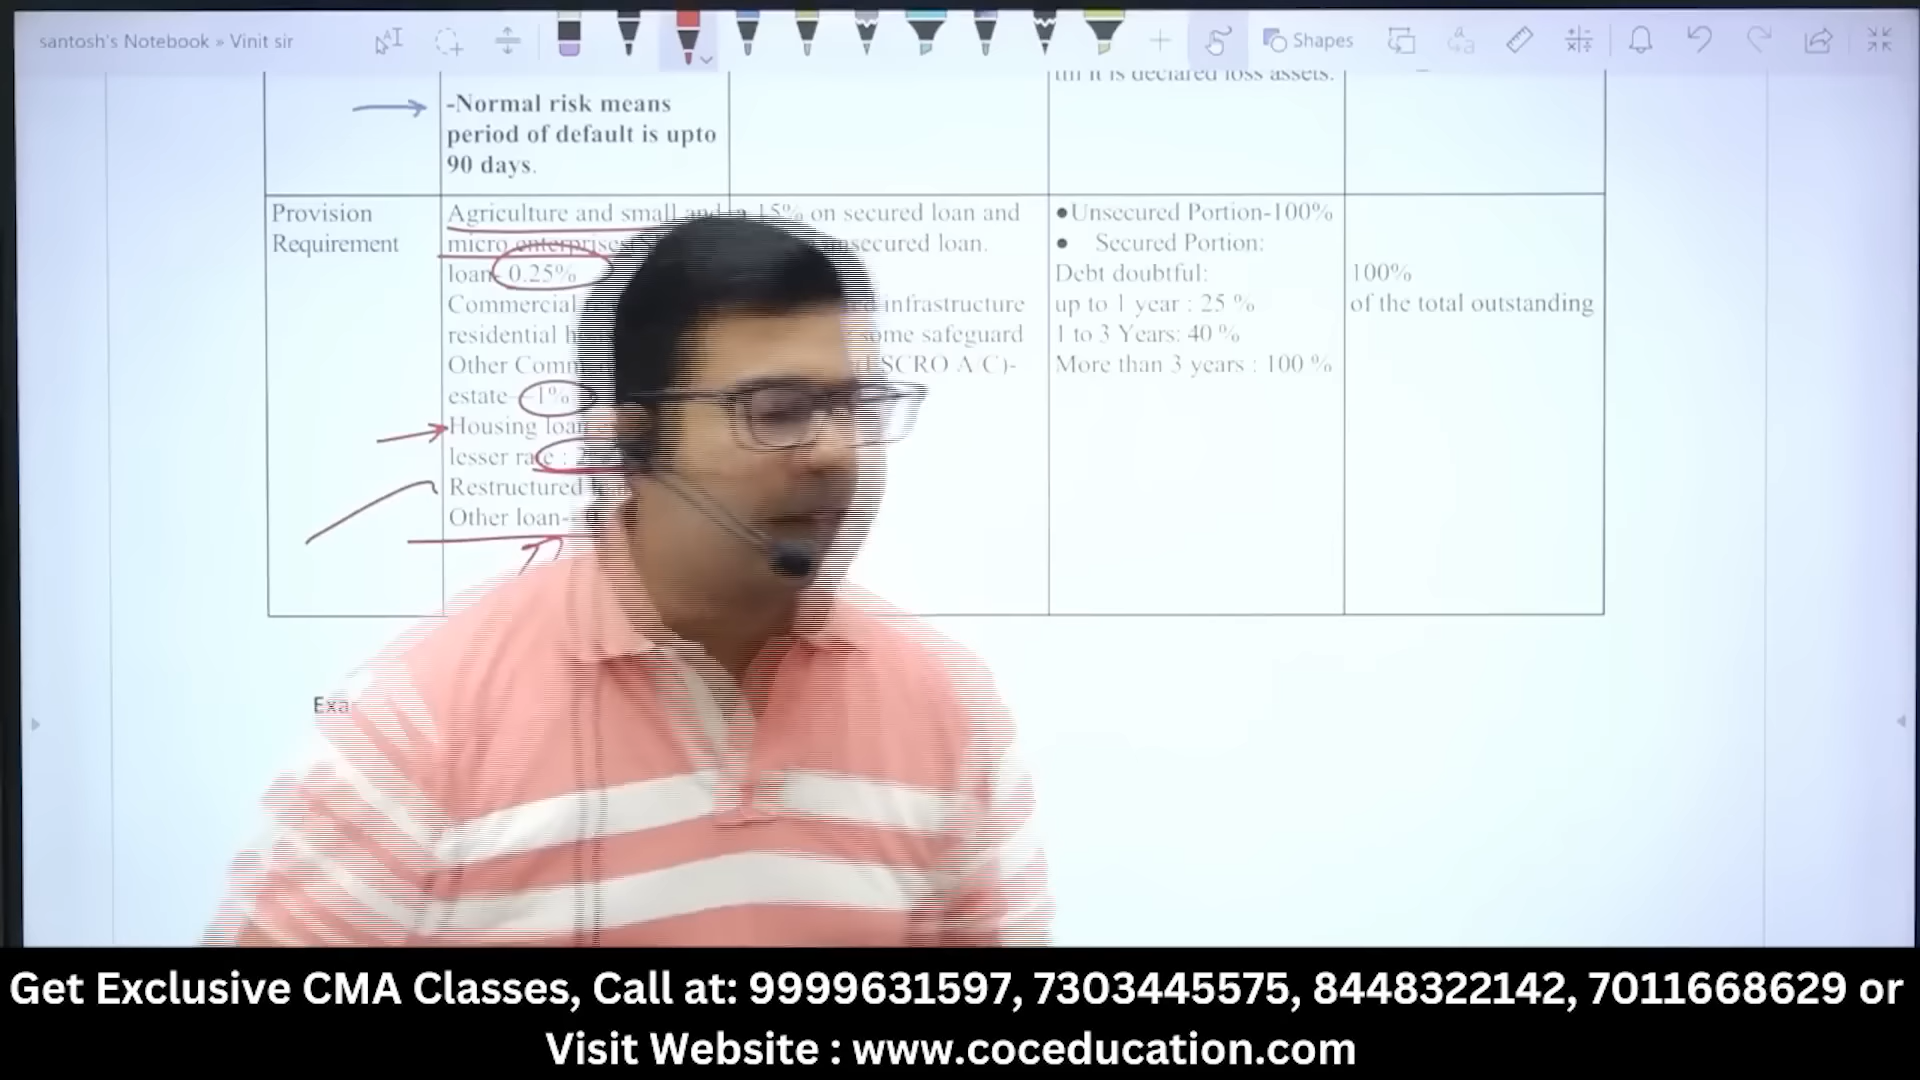 santosh's Notebook » Vinit sir
Shapes
till it is declared loss assets.
-Normal risk means
period of default is upto
90 days.
Provision
Requirement
Agriculture and small and
micro enterprises
loan- 0.25%
Commercial
residential
Other
estate 1%
Housing loan
lesser rate :
Restructured
Other loan--
15% on secured loan and
unsecured loan.
infrastructure
some safeguard
●Unsecured Portion-100%
● Secured Portion:
Debt doubtful:
up to 1 year : 25 %
1 to 3 Years: 40 %
More than 3 years : 100 %
100%
of the total outstanding
Get Exclusive CMA Classes, Call at: 9999631597, 7303445575, 8448322142, 7011668629 or
Visit Website : www.coceducation.com